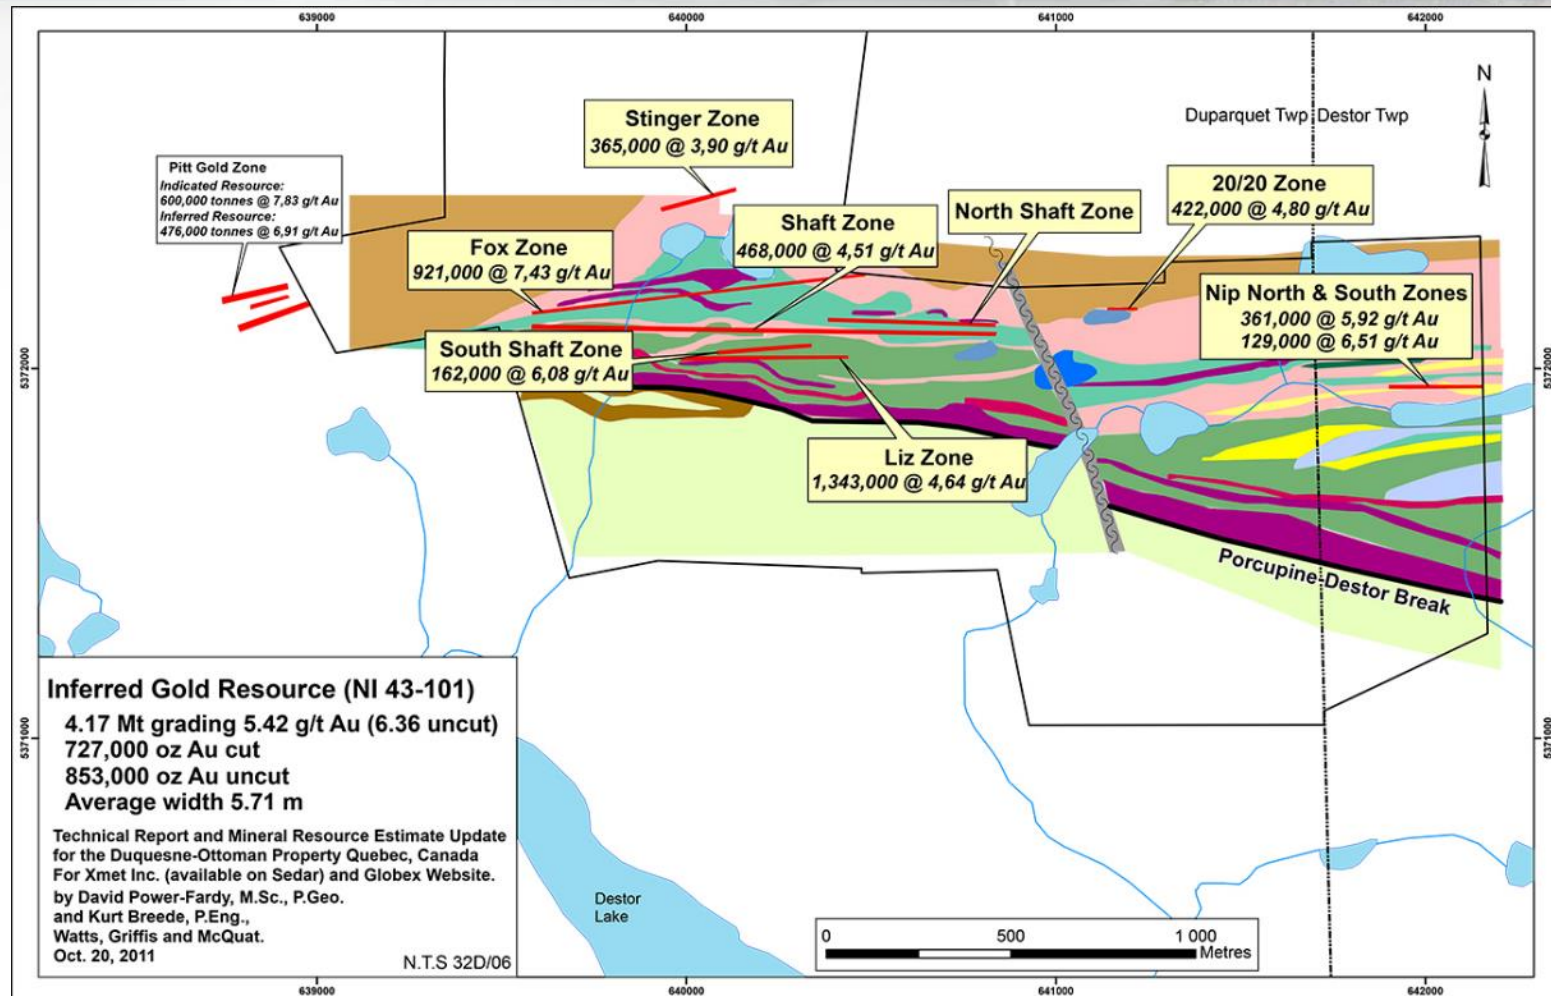 639000
640000
641000
642000
N
Duparquet Twp Destor Twp
Stinger Zone
365,000 @ 3,90 g/t Au
Pitt Gold Zone
Indicated Resource:
600,000 tonnes @ 7,83 g/t Au
Inferred Resource:
476,000 tonnes @ 6,91 g/t Au
20/20 Zone
422,000 @ 4,80 g/t Au
North Shaft Zone
Shaft Zone
468,000 @ 4,51 g/t Au
Fox Zone
921,000 @ 7,43 g/t Au
Nip North & South Zones
361,000 @ 5,92 g/t Au
129,000 @ 6,51 g/t Au
South Shaft Zone
162,000 @ 6,08 g/t Au
5372000
5372000
Liz Zone
1,343,000 @ 4,64 g/t Au
Porcupine-Destor Break
Inferred Gold Resource (NI 43-101)
4.17 Mt grading 5.42 g/t Au (6.36 uncut)
727,000 oz Au cut
853,000 oz Au uncut
Average width 5.71 m
5371000
5371000
Technical Report and Mineral Resource Estimate Update
for the Duquesne-Ottoman Property Quebec, Canada
For Xmet Inc. (available on Sedar) and Globex Website.
by David Power-Fardy, M.Sc., P.Geo.
and Kurt Breede, P.Eng.,
Watts, Griffis and McQuat.
Oct. 20, 2011
N.T.S 32D/06
Destor
Lake
0
500
1 000
Metres
639000
640000
641000
642000